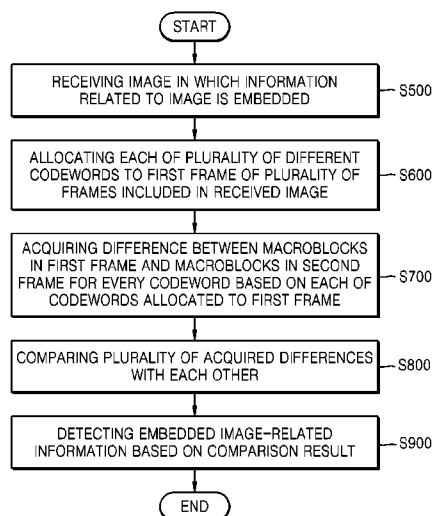 START
RECEIVING IMAGE IN WHICH INFORMATION
RELATED TO IMAGE IS EMBEDDED
S500
ALLOCATING EACH OF PLURALITY OF DIFFERENT
CODEWORDS TO FIRST FRAME OF PLURALITY OF
FRAMES INCLUDED IN RECEIVED IMAGE
S600
ACQUIRING DIFFERENCE BETWEEN MACROBLOCKS
IN FIRST FRAME AND MACROBLOCKS IN SECOND
FRAME FOR EVERY CODEWORD BASED ON EACH OF
CODEWORDS ALLOCATED TO FIRST FRAME
S700
COMPARING PLURALITY OF ACQUIRED DIFFERENCES
WITH EACH OTHER
S800
DETECTING EMBEDDED IMAGE-RELATED
INFORMATION BASED ON COMPARISON RESULT
S900
END